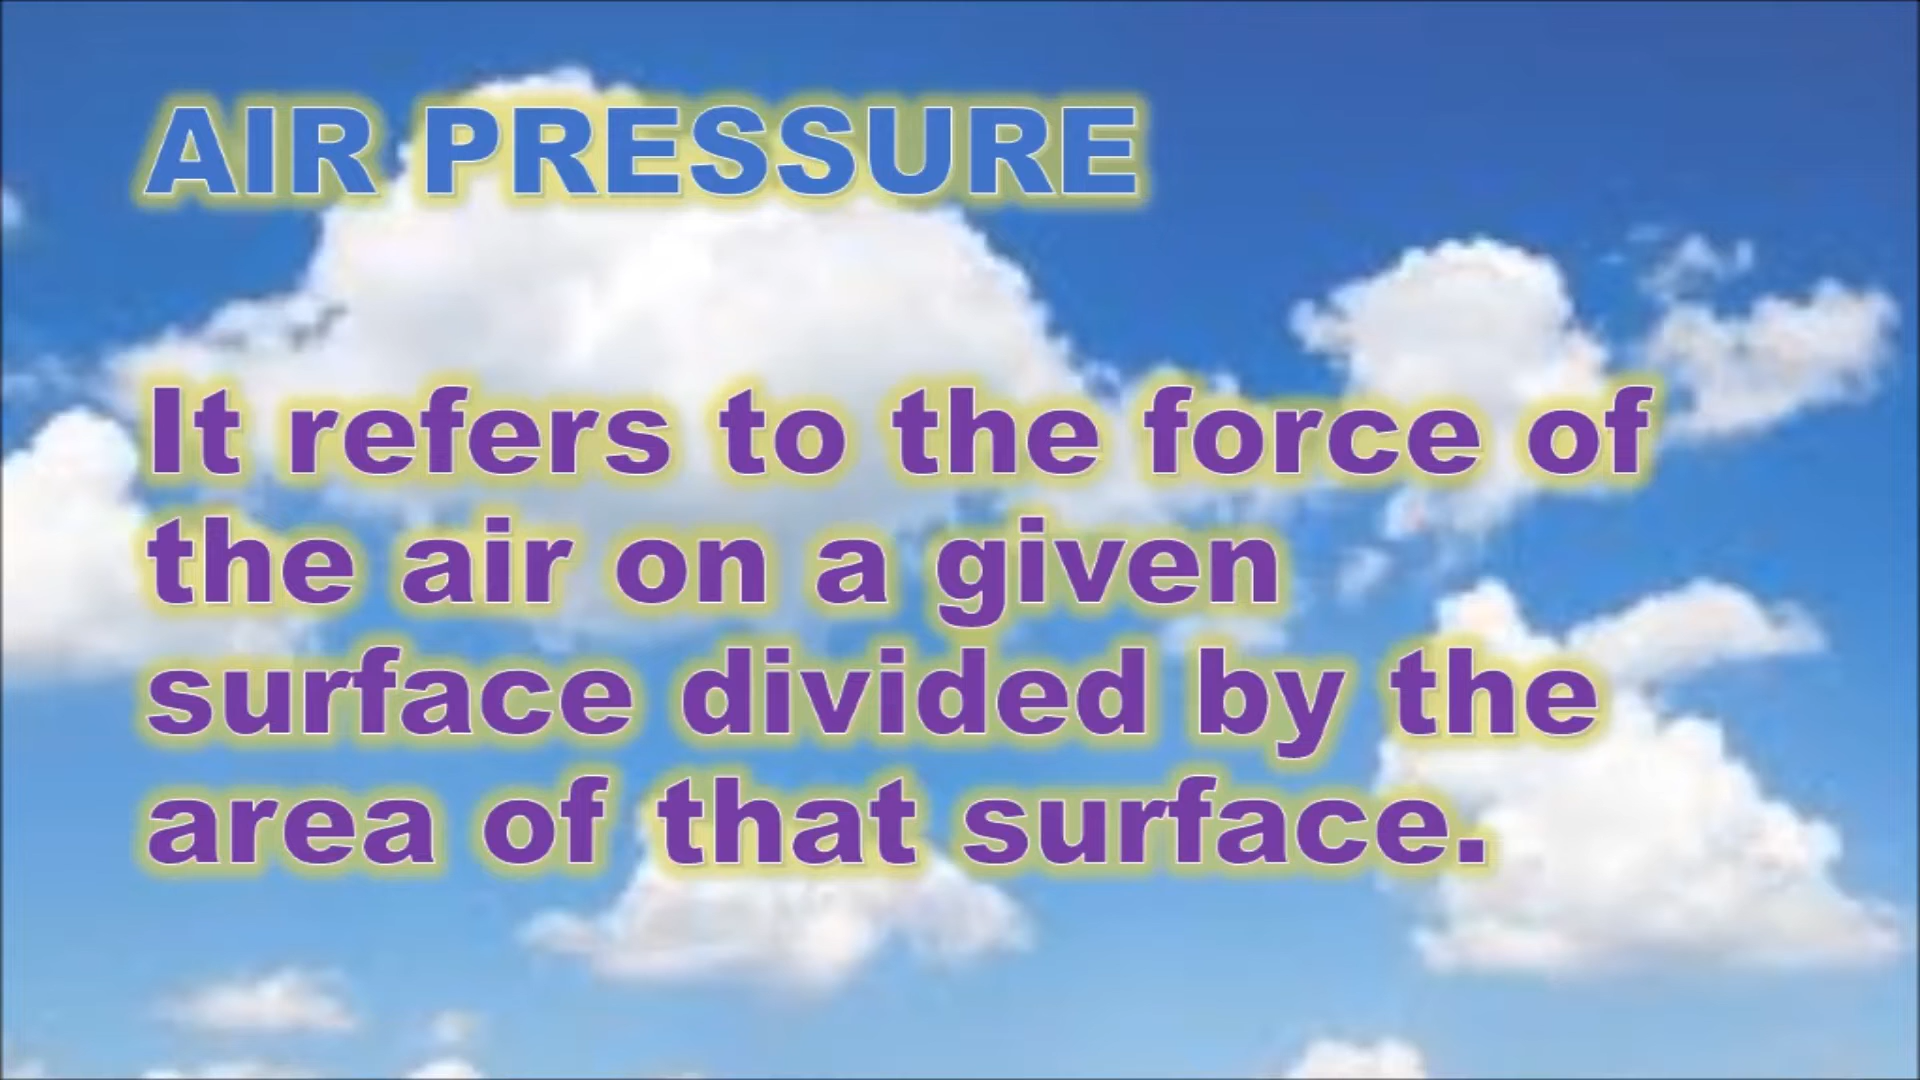 AIR PRESSURE
It refers to the force of
the air on a given
surface divided by the
area of that surface.